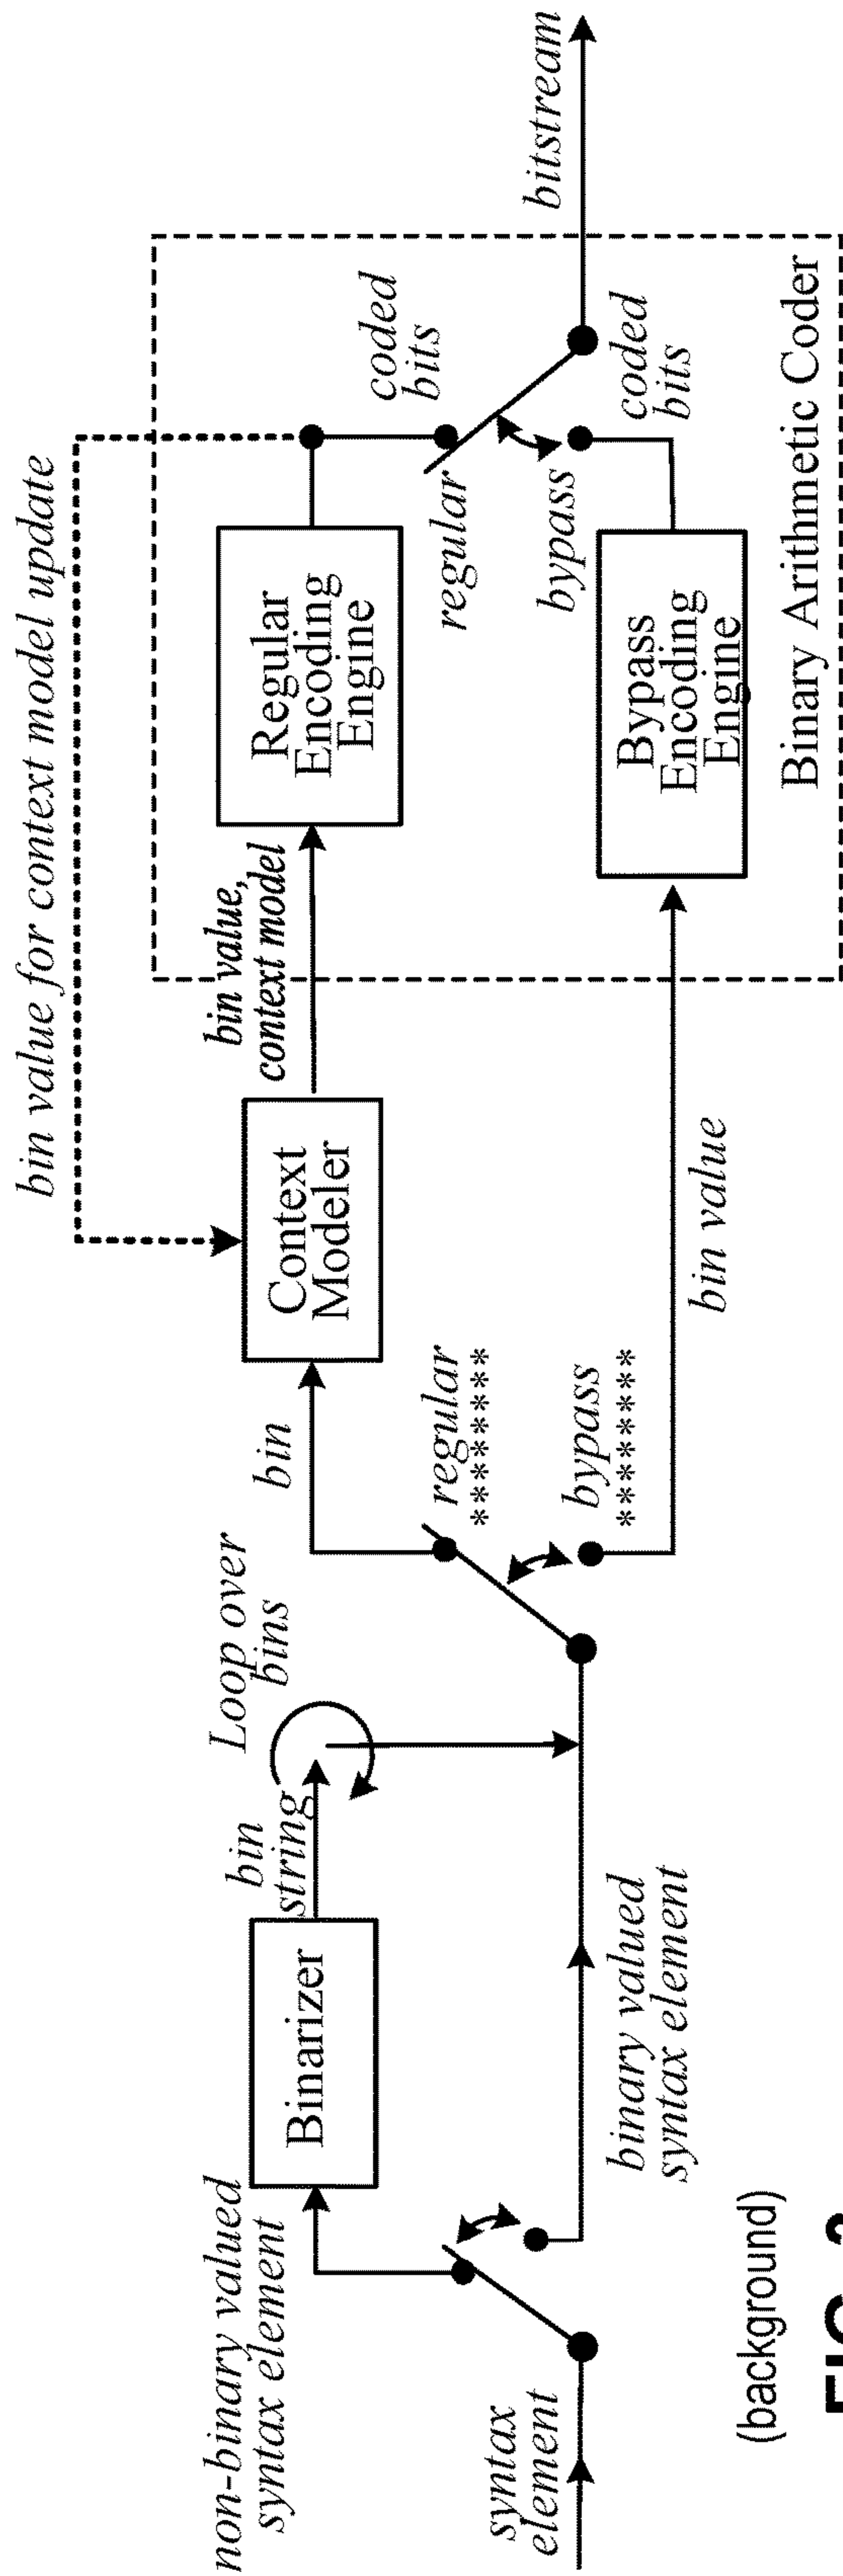 bin value for context model update
non-binary valued
syntax element
Binarizer
bin
string
Loop over
bins
bin
Context
Modeler
bin value,
context model
Regular
Encoding
Engine
coded
bits
regular
regular
*********
bypass
*********
bypass
coded
bits
bitstream
syntax
element
binary valued
syntax element
bin value
Bypass
Encoding
Engine
Binary Arithmetic Coder
(background)